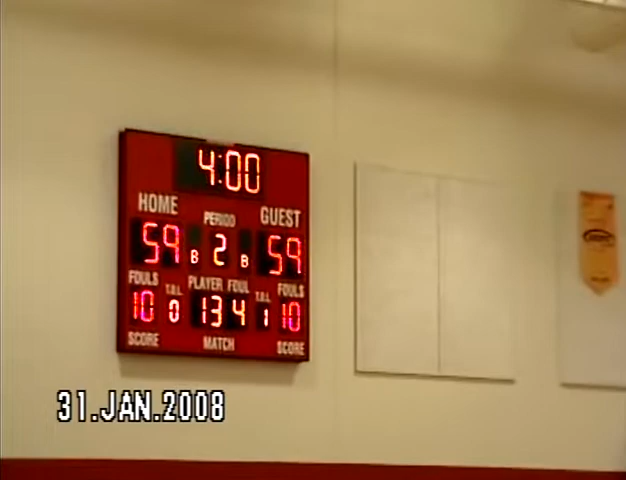 4:00
HOME PERIOD GUEST
59 B 2 B 59
FOULS T.O.L PLAYER FOUL T.O.L FOULS
10 0 13 4 1 10
SCORE MATCH SCORE
31.JAN.2008